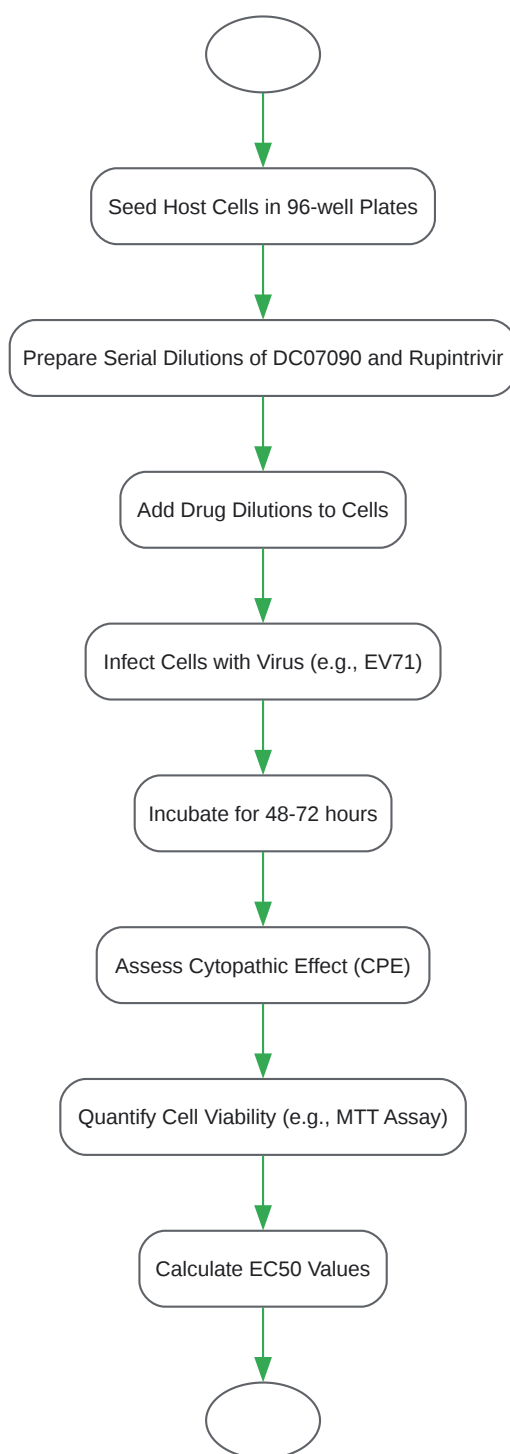 Seed Host Cells in 96-well Plates
Prepare Serial Dilutions of DC07090 and Rupintrivir
Add Drug Dilutions to Cells
Infect Cells with Virus (e.g., EV71)
Incubate for 48-72 hours
Assess Cytopathic Effect (CPE)
Quantify Cell Viability (e.g., MTT Assay)
Calculate EC50 Values